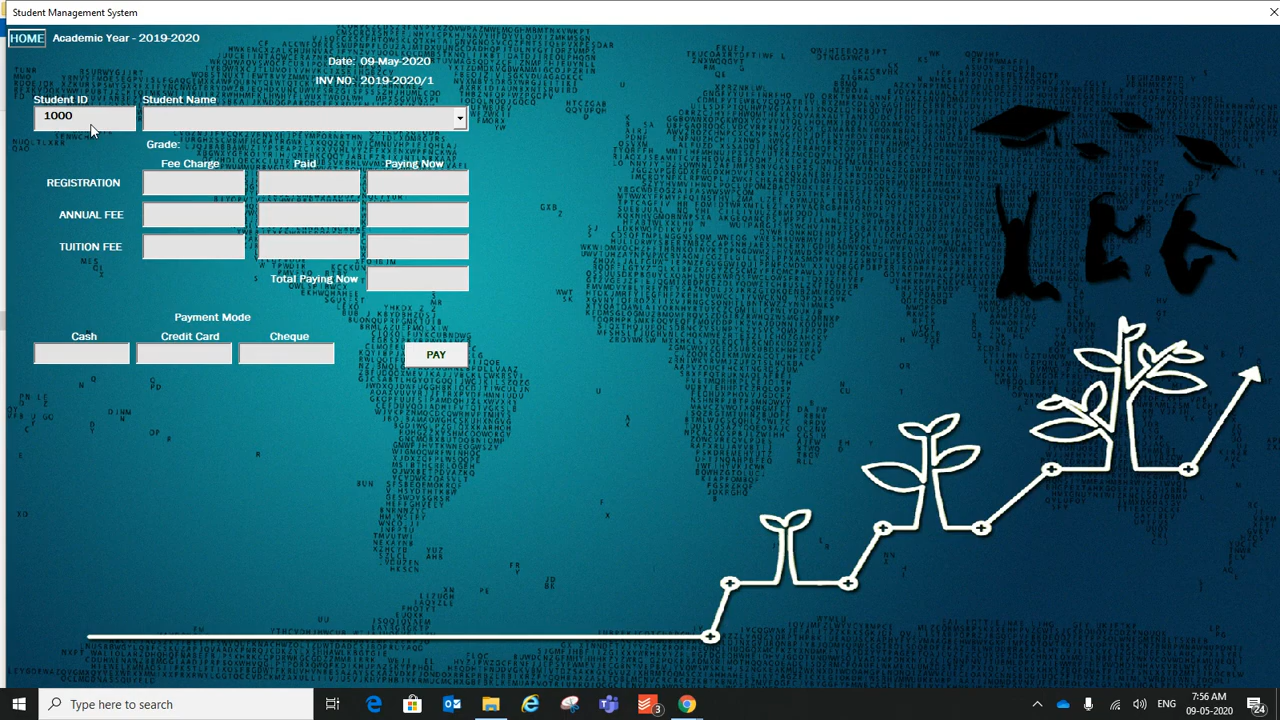 Student Management System
HOME Academic Year - 2019-2020
Date: 09-May-2020
INV N0: 2019-2020/1
Student ID Student Name
1000
Grade:
Fee Charge Paid Paying Now
REGISTRATION
ANNUAL FEE
TUITION FEE
Total Paying Now
Payment Mode
Cash Credit Card Cheque
PAY
Type here to search
3
ENG
7:56 AM
09-05-2020
24